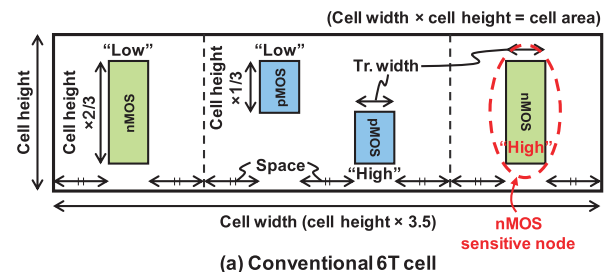 (Cell width × cell height = cell area)
"Low"
"Low"
Tr. width
Cell height
×2/3
Cell height
nMOS
Cell height
×1/3
pMOS
pMOS
nMOS
"High"
"High"
Space
Cell width (cell height × 3.5)
nMOS
sensitive node
(a) Conventional 6T cell